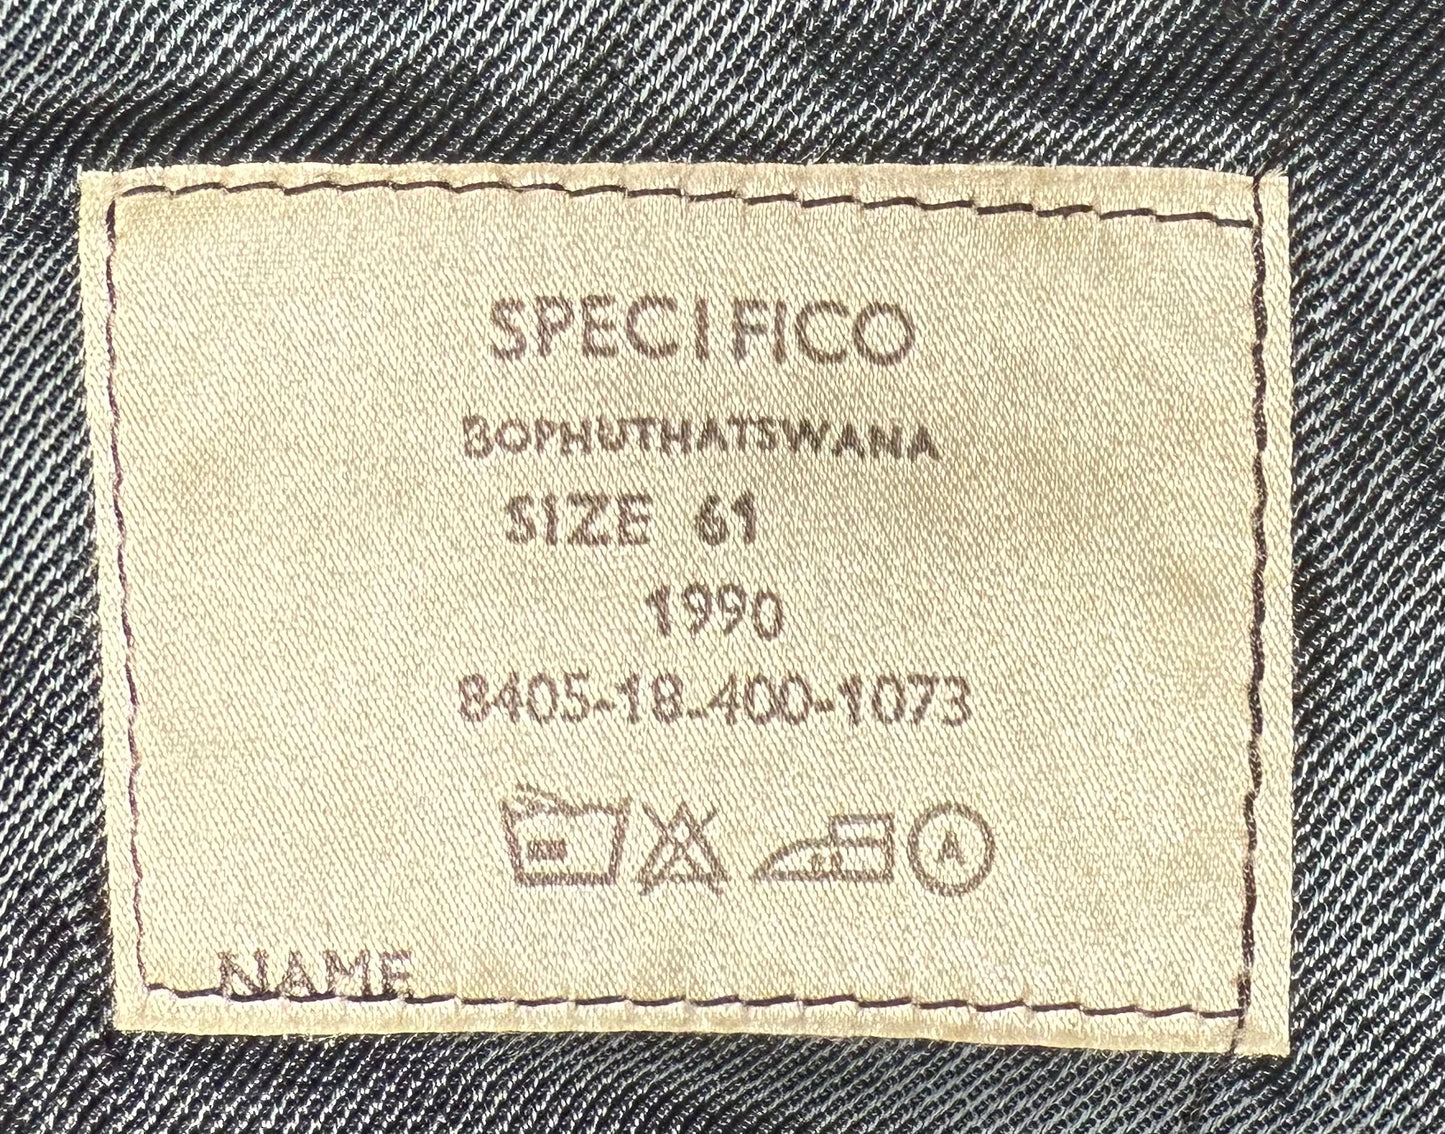 SPECIFICO
BOPHUTHATSWANA
SIZE 61
1990
8405-18-400-1073
A
NAME